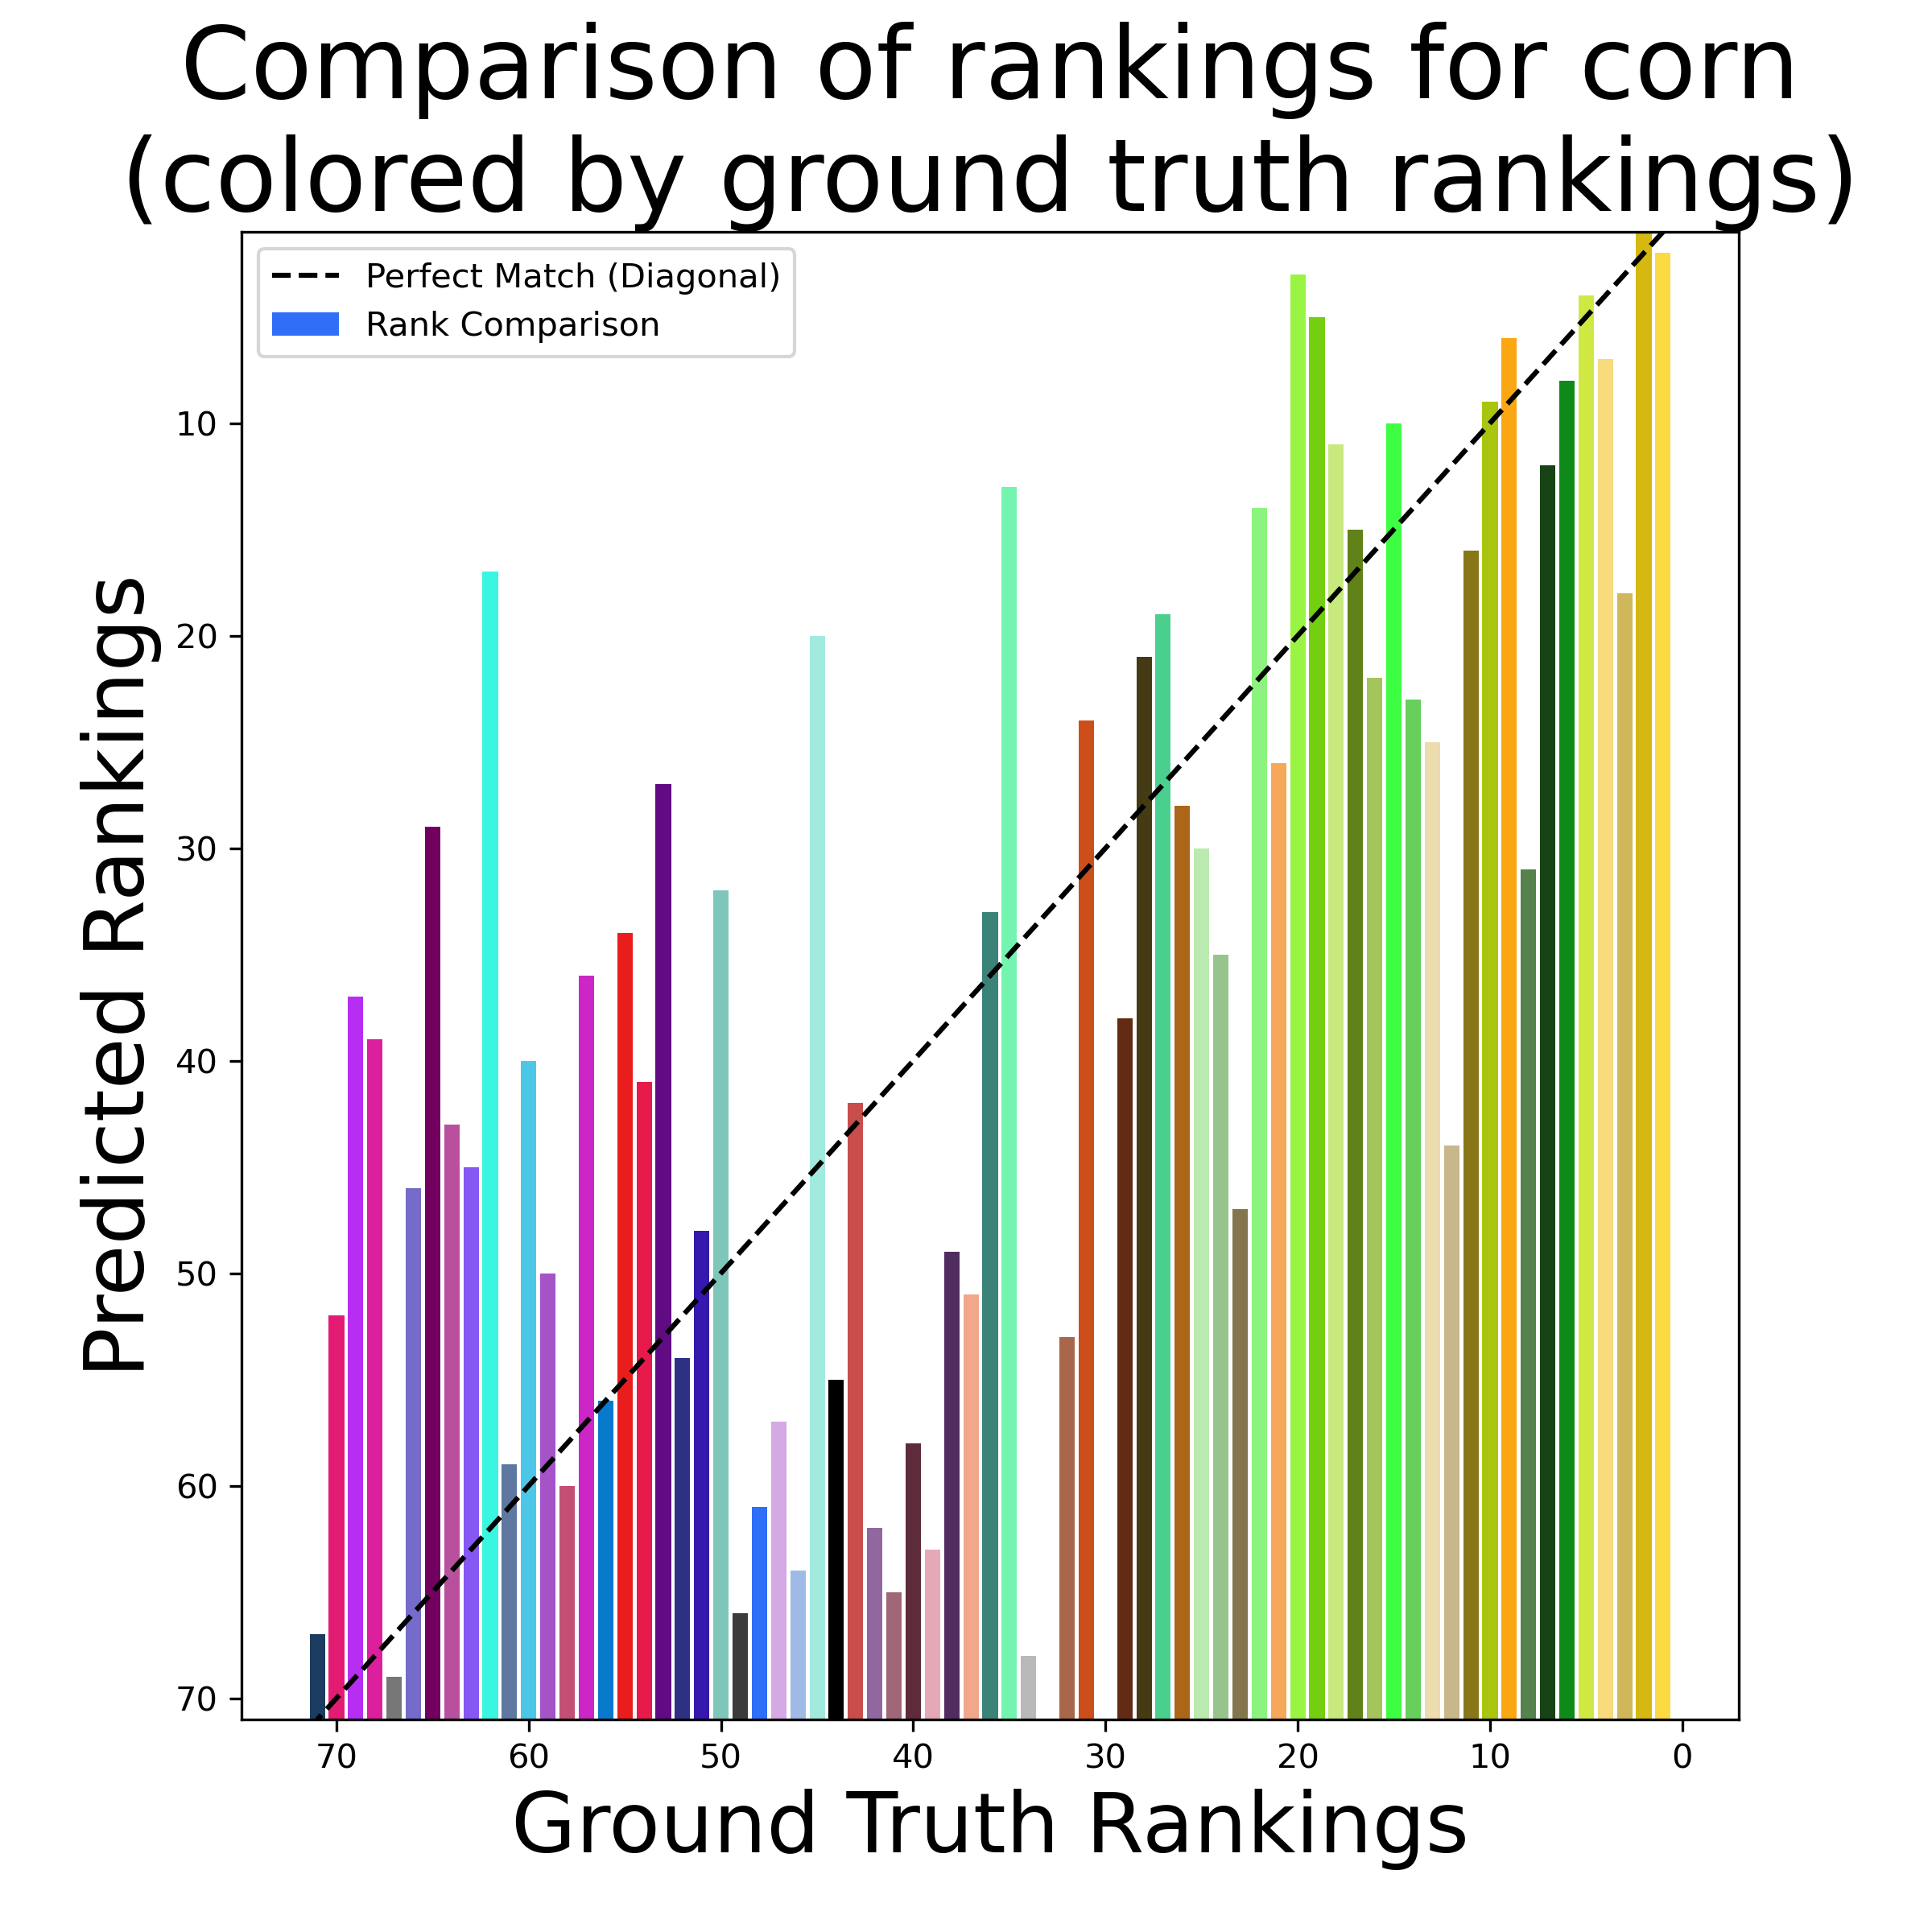 Comparison of rankings for corn
(colored by ground truth rankings)
Perfect Match (Diagonal)
Rank Comparison
Predicted Rankings
10
20
30
40
50
60
70
70 60 50 40 30 20 10 0
Ground Truth Rankings